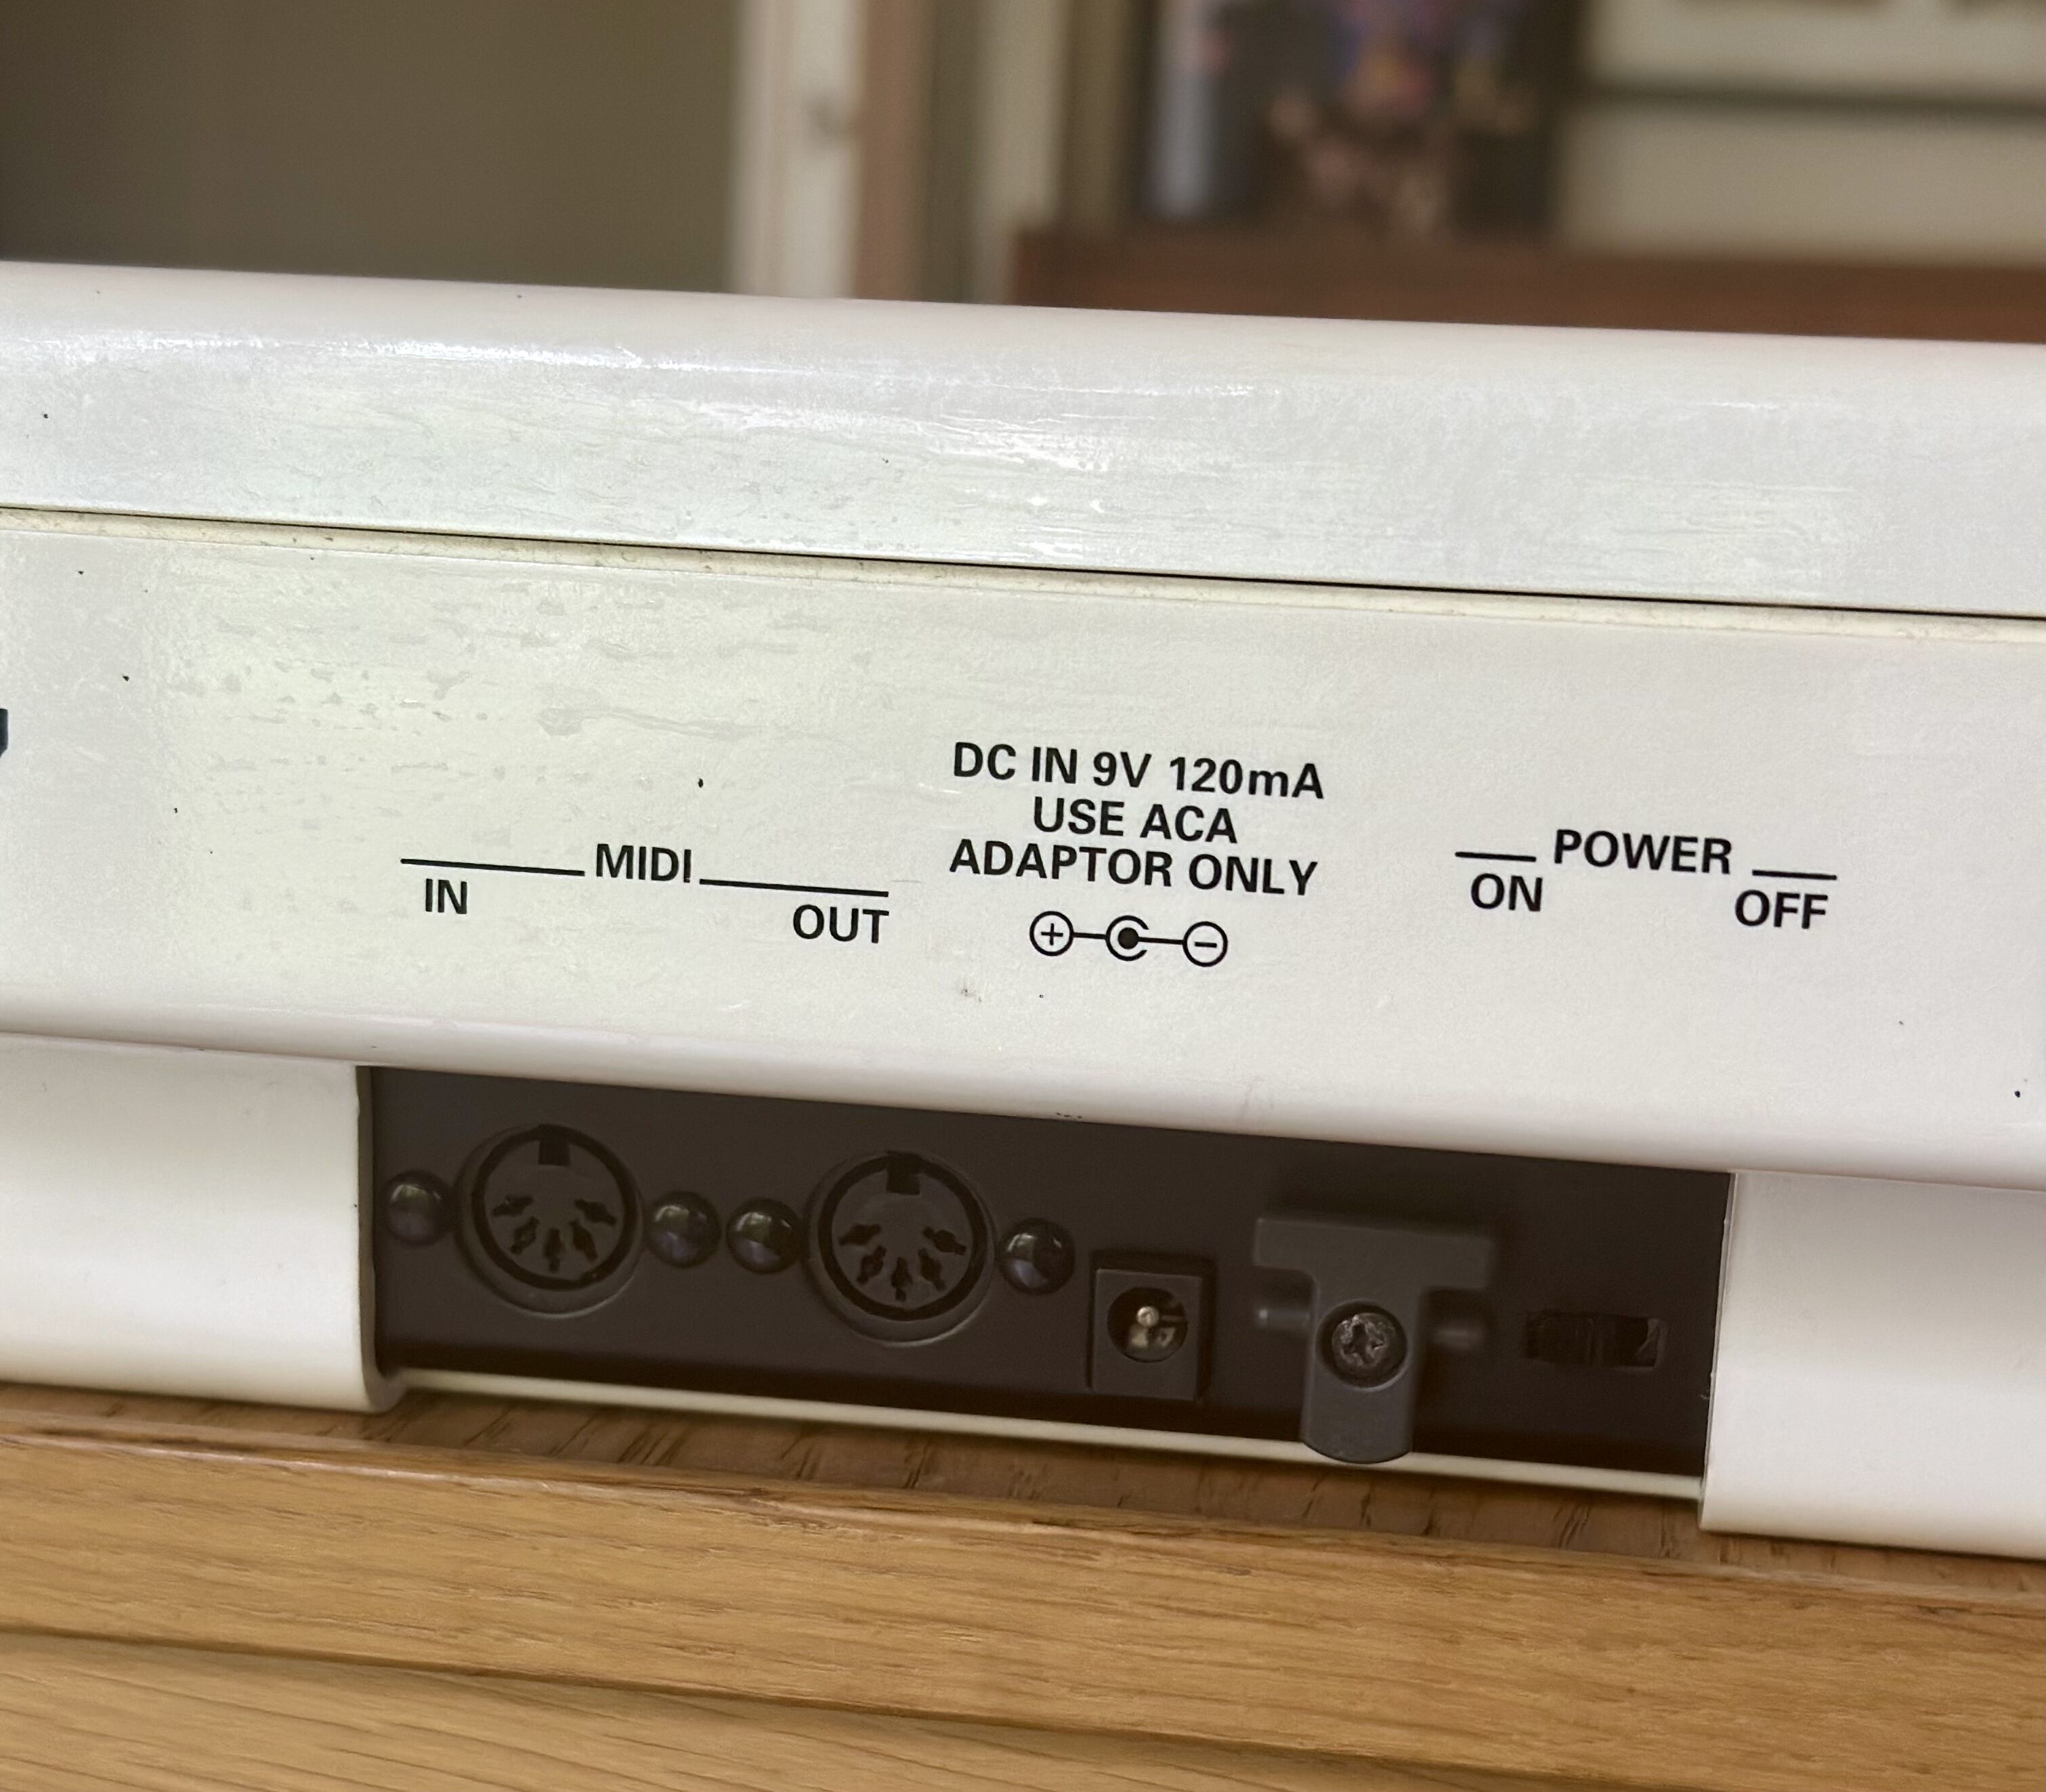 MIDI
IN OUT
DC IN 9V 120mA
USE ACA
ADAPTOR ONLY
POWER
ON OFF